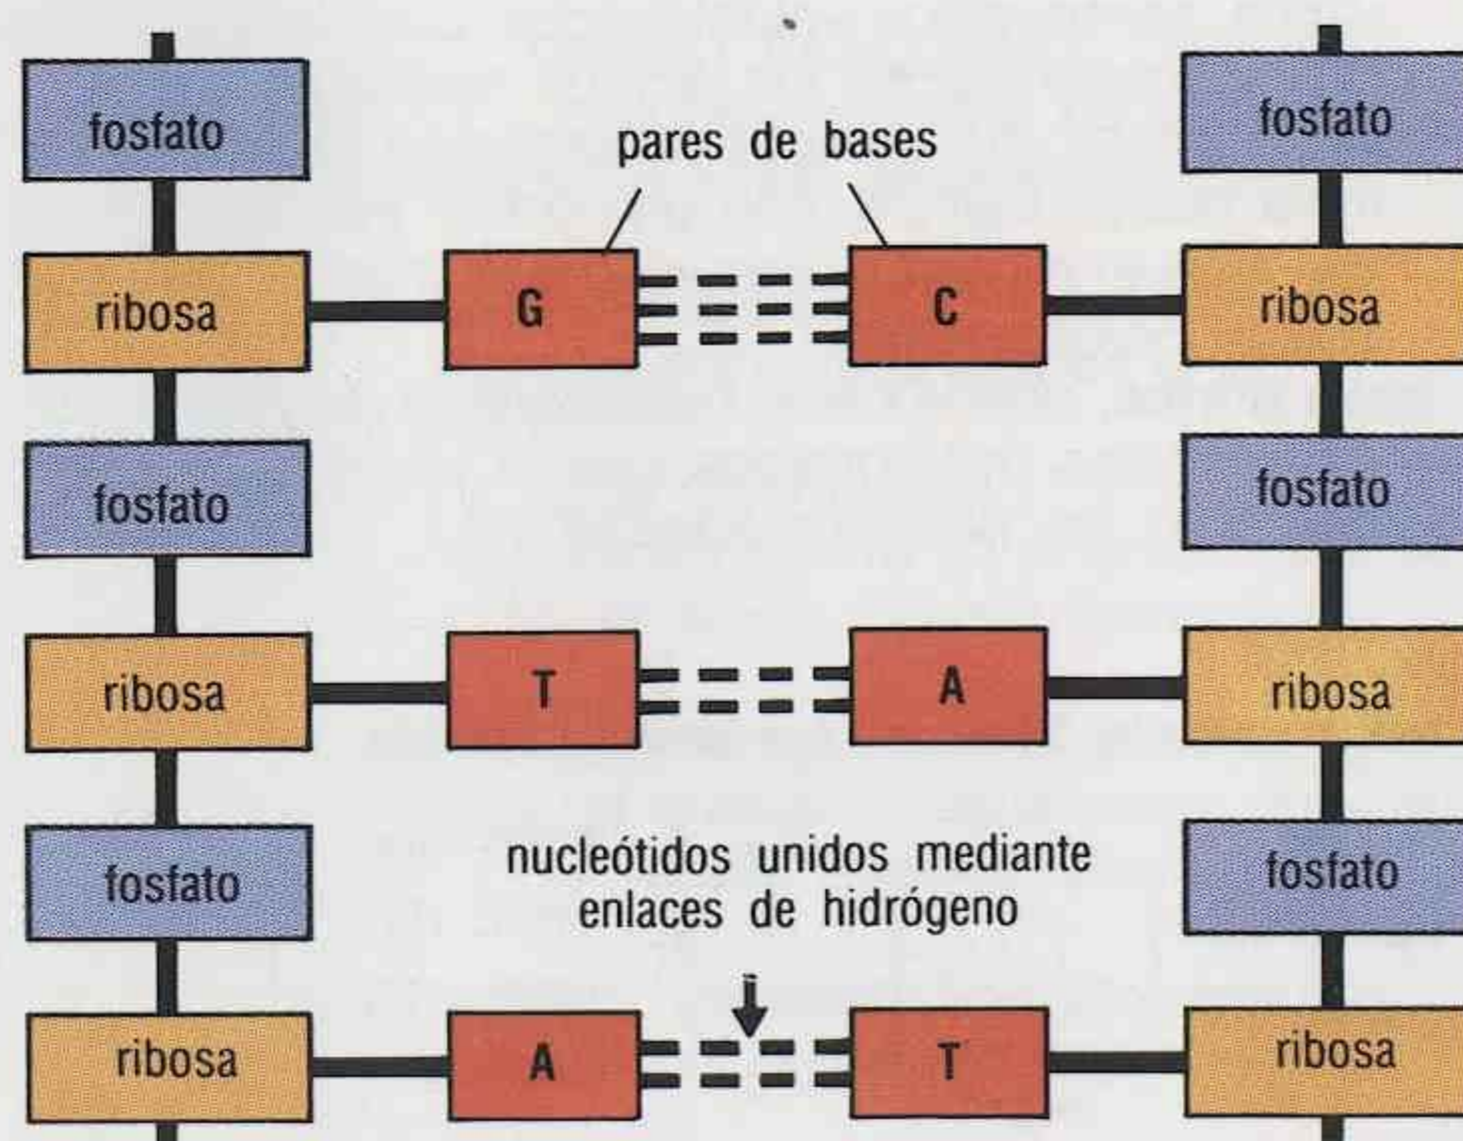 fosfato
fosfato
pares de bases
ribosa
G
C
ribosa
fosfato
fosfato
ribosa
T
A
ribosa
fosfato
nucleótidos unidos mediante
enlaces de hidrógeno
fosfato
ribosa
A
T
ribosa